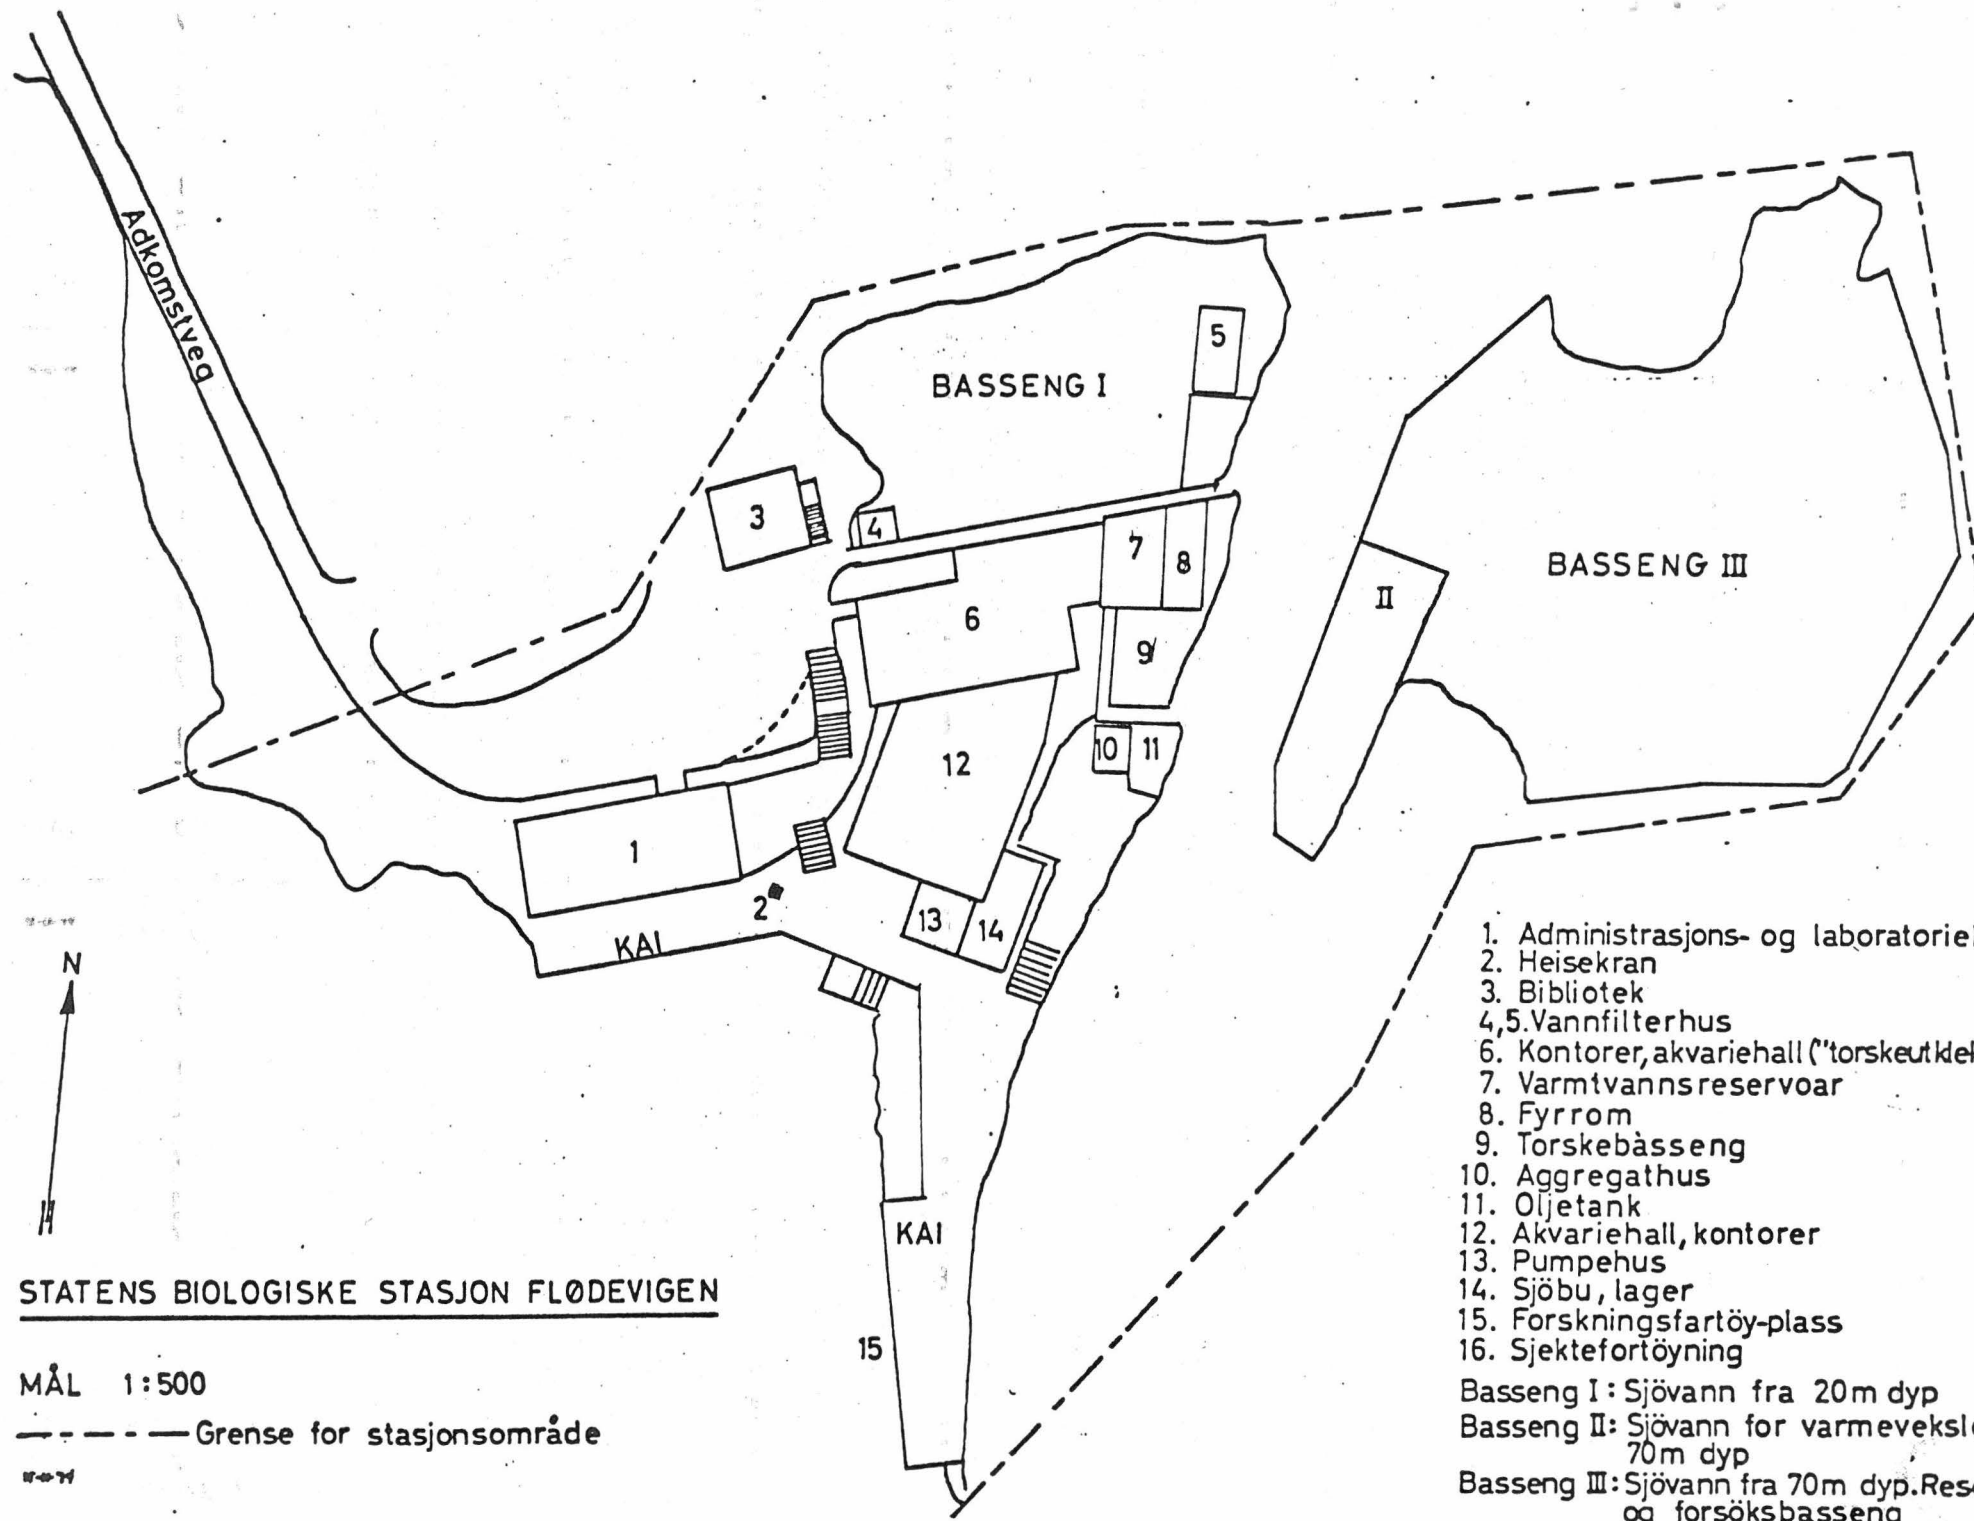 Adkomstveg
BASSENG I
5
3
4
7
8
BASSENG III
II
6
9
10
11
12
1
2
13
14
KAI
N
KAI
15
STATENS BIOLOGISKE STASJON FLØDEVIGEN
MÅL 1:500
Grense for stasjonsområde
1. Administrasjons- og laboratorie
2. Heisekran
3. Bibliotek
4,5. Vannfilterhus
6. Kontorer, akvariehall ("torskeutklek
7. Varmtvannsreservoar
8. Fyrrom
9. Torskebasseng
10. Aggregathus
11. Oljetank
12. Akvariehall, kontorer
13. Pumpehus
14. Sjöbu, lager
15. Forskningsfartöy-plass
16. Sjektefortöyning
Basseng I: Sjövann fra 20m dyp
Basseng II: Sjövann for varmeveksl
70m dyp
Basseng III: Sjövann fra 70m dyp. Res
og forsöksbasseng